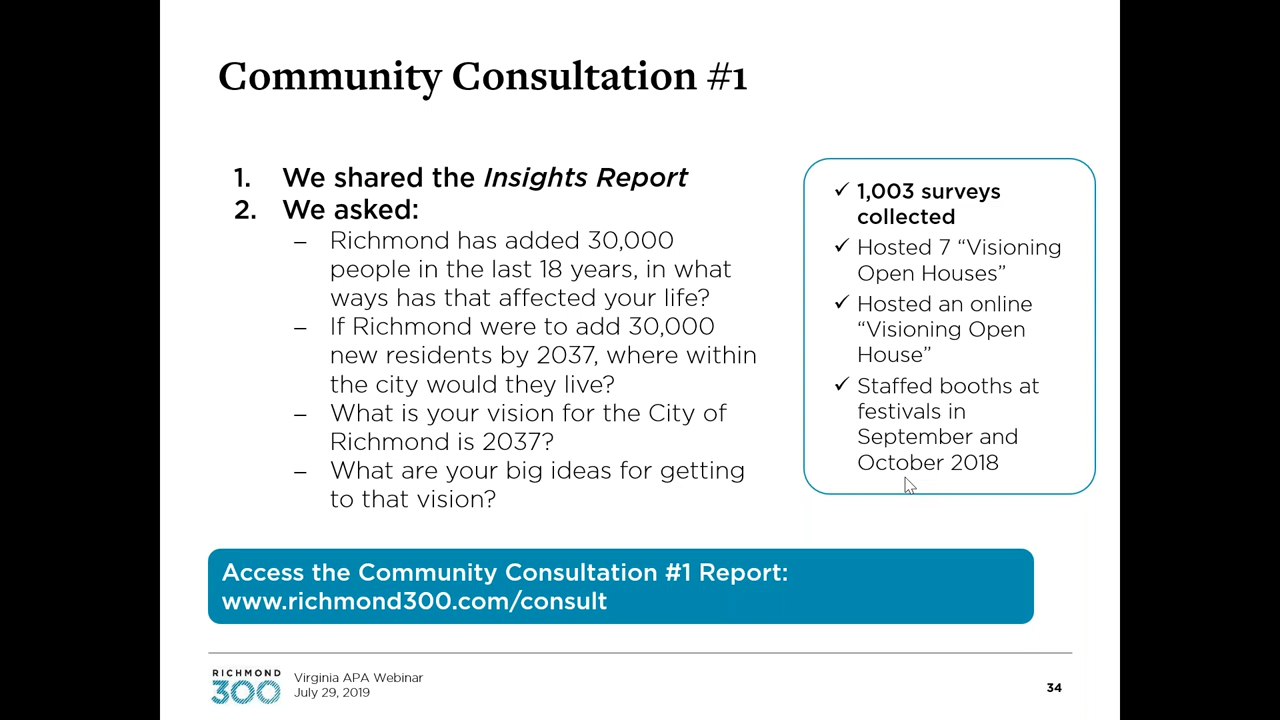 Community Consultation #1
1. We shared the Insights Report
2. We asked:
– Richmond has added 30,000
people in the last 18 years, in what
ways has that affected your life?
– If Richmond were to add 30,000
new residents by 2037, where within
the city would they live?
– What is your vision for the City of
Richmond is 2037?
– What are your big ideas for getting
to that vision?
✓ 1,003 surveys
collected
✓ Hosted 7 “Visioning
Open Houses”
✓ Hosted an online
“Visioning Open
House”
✓ Staffed booths at
festivals in
September and
October 2018
Access the Community Consultation #1 Report:
www.richmond300.com/consult
RICHMOND
300
Virginia APA Webinar
July 29, 2019
34